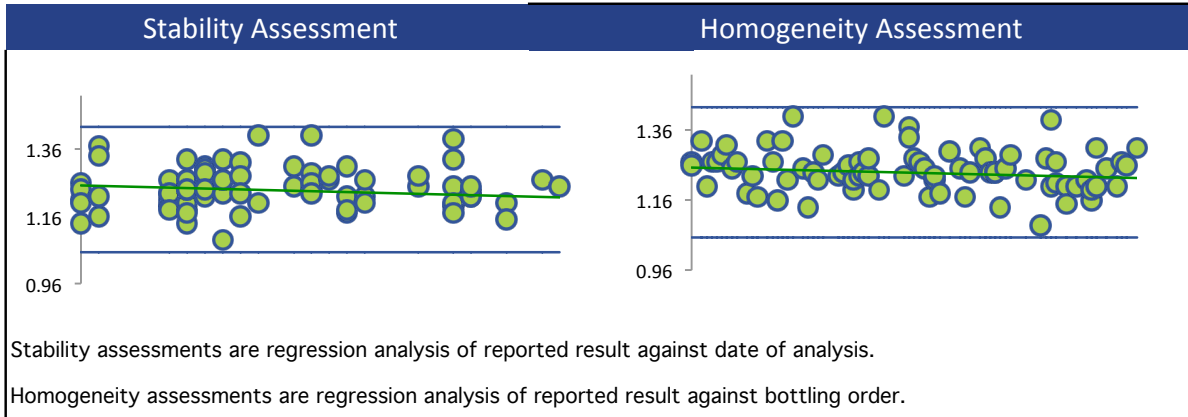 Stability Assessment
Homogeneity Assessment
1.36
1.16
0.96
1.36
1.16
0.96
Stability assessments are regression analysis of reported result against date of analysis.
Homogeneity assessments are regression analysis of reported result against bottling order.